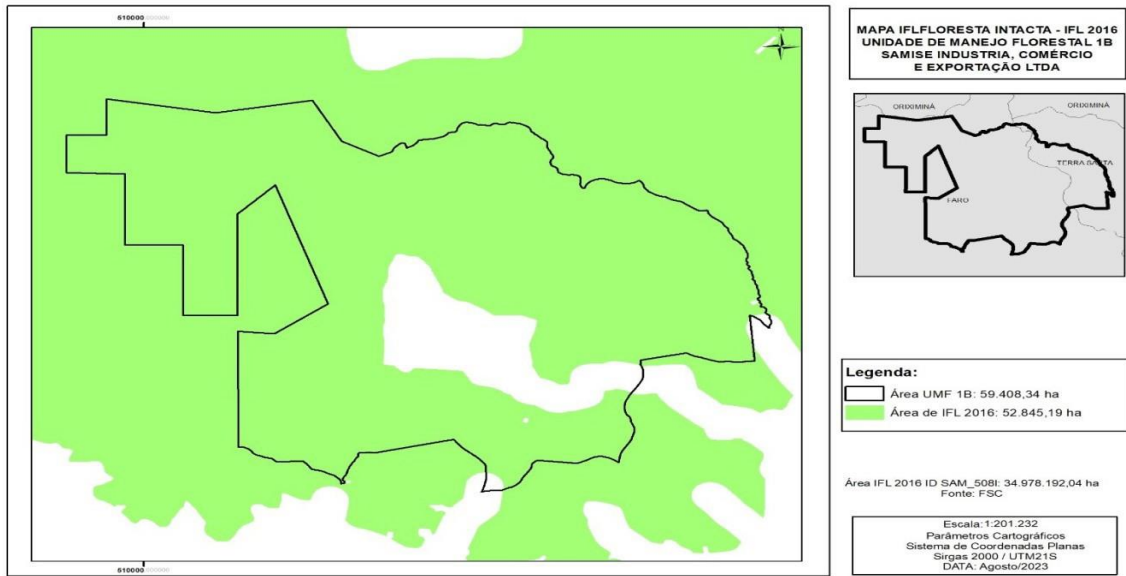 510000
MAPA IFLFLORESTA INTACTA - IFL 2016
UNIDADE DE MANEJO FLORESTAL 1B
SAMISE INDUSTRIA, COMÉRCIO
E EXPORTAÇÃO LTDA
ORIXIMINÁ
ORIXIMINÁ
TERRA SANTA
FARO
Legenda:
Área UMF 1B: 59.408,34 ha
Área de IFL 2016: 52.845,19 ha
Área IFL 2016 ID SAM_508I: 34.978.192,04 ha
Fonte: FSC
Escala:1:201.232
Parâmetros Cartográficos
Sistema de Coordenadas Planas
Sirgas 2000 / UTM21S
DATA: Agosto/2023
510000